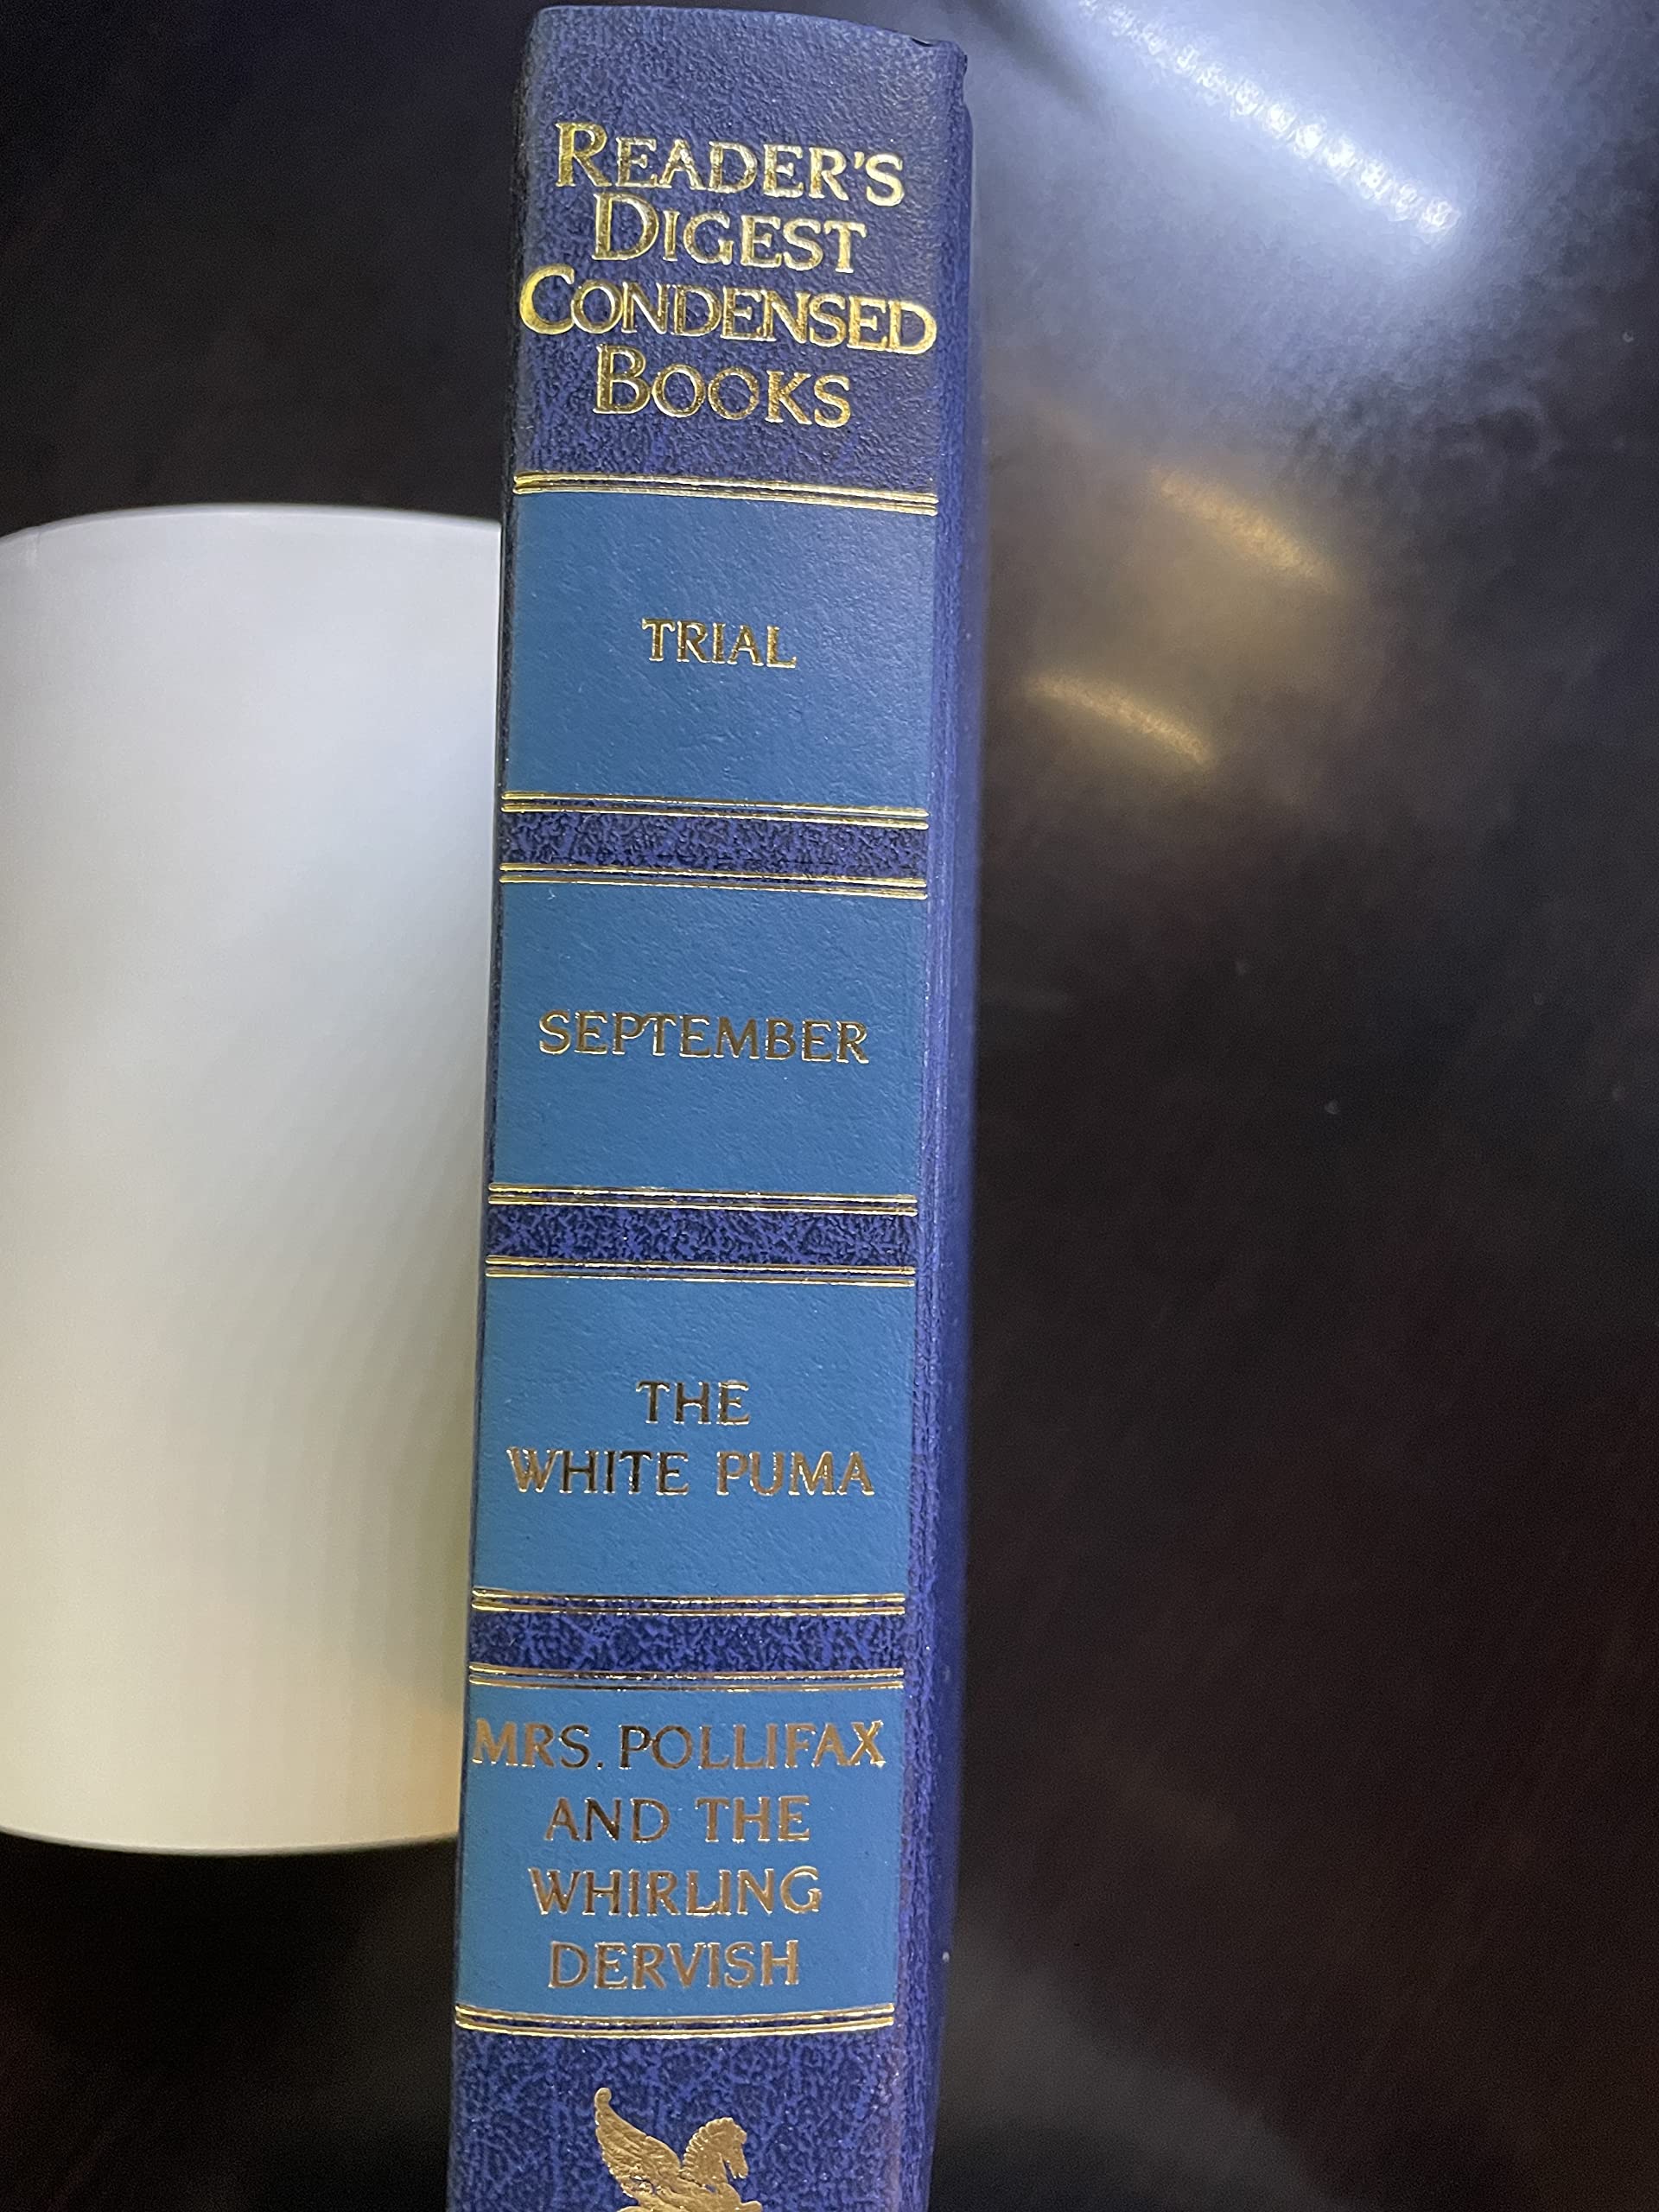 READER'S
DIGEST
CONDENSED
BOOKS
TRIAL
SEPTEMBER
THE
WHITE PUMA
MRS. POLLIFAX
AND THE
WHIRLING
DERVISH